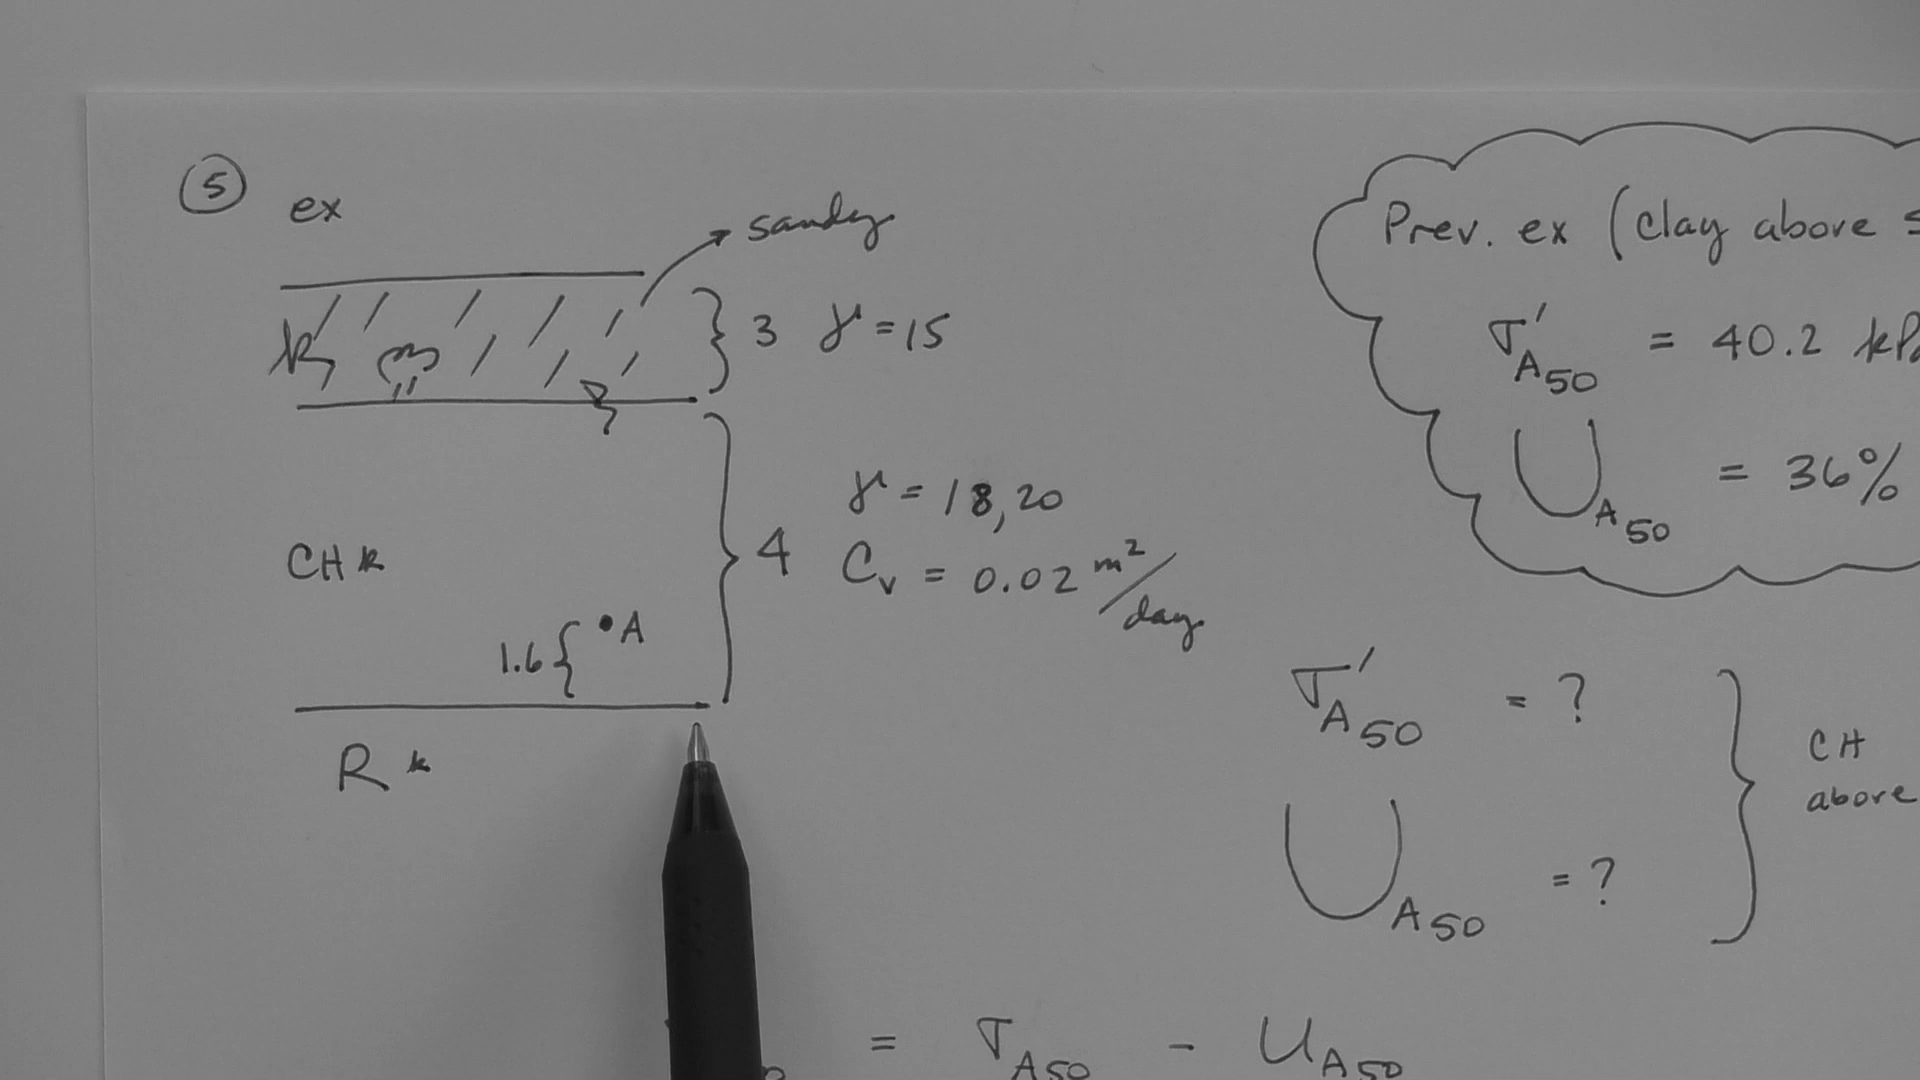 5
ex
sandy
3 γ = 15
γ = 18, 20
CH k
4
Cv = 0.02 m²/day
1.6 { • A
R k
Prev. ex (clay above
σ'A50 = 40.2 kPa
UA50 = 36%
σ'A50 = ?
UA50 = ?
CH
above
= σA50 - UA50